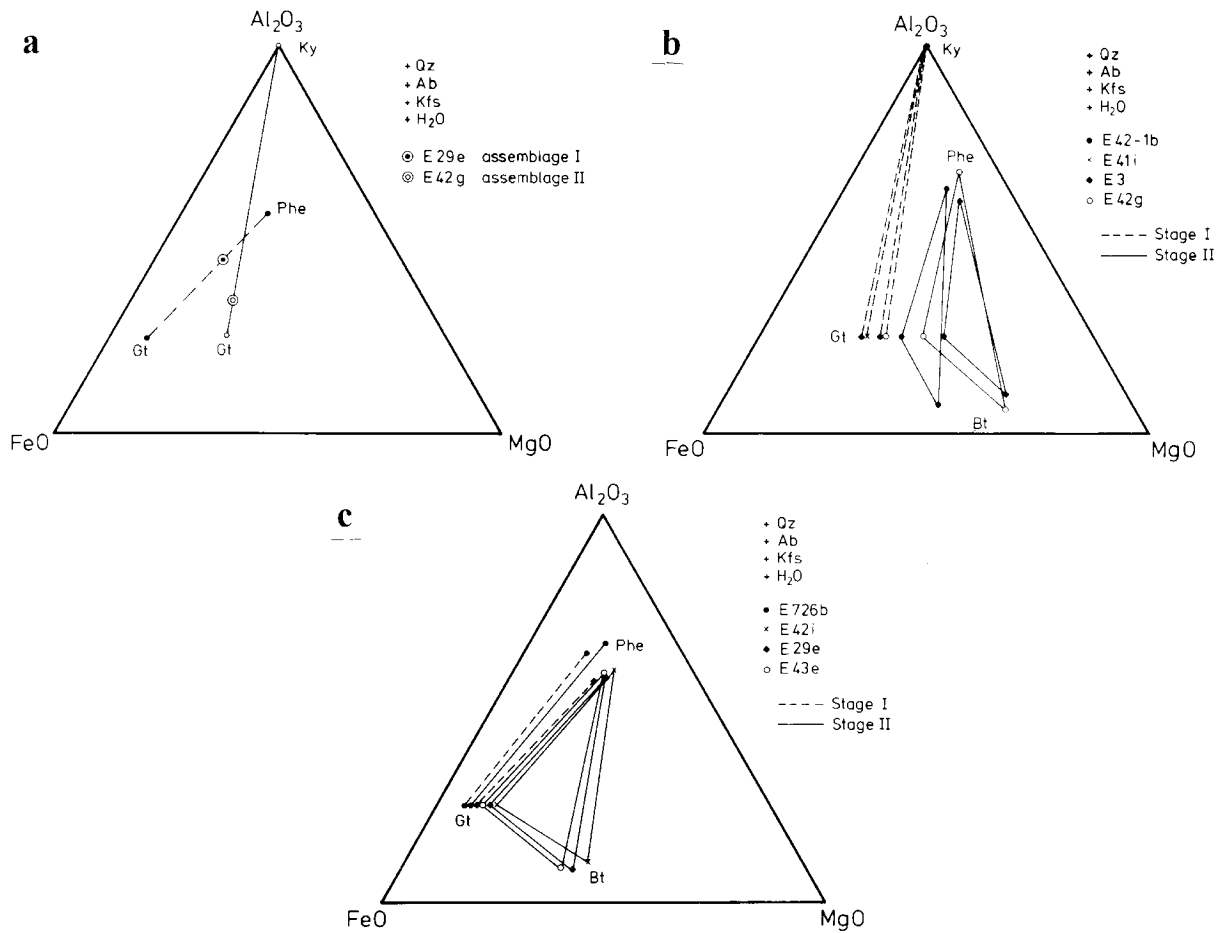 a
Al₂O₃
Ky
+ Qz
+ Ab
+ Kfs
+ H₂O
E29e assemblage I
E42g assemblage II
Phe
Gt
Gt
FeO
MgO
b
Al₂O₃
Ky
+ Qz
+ Ab
+ Kfs
+ H₂O
E42-1b
E41i
E3
E42g
Stage I
Stage II
Phe
Gt
Bt
FeO
MgO
c
Al₂O₃
+ Qz
+ Ab
+ Kfs
+ H₂O
E726b
E42i
E29e
E43e
Stage I
Stage II
Phe
Gt
Bt
FeO
MgO